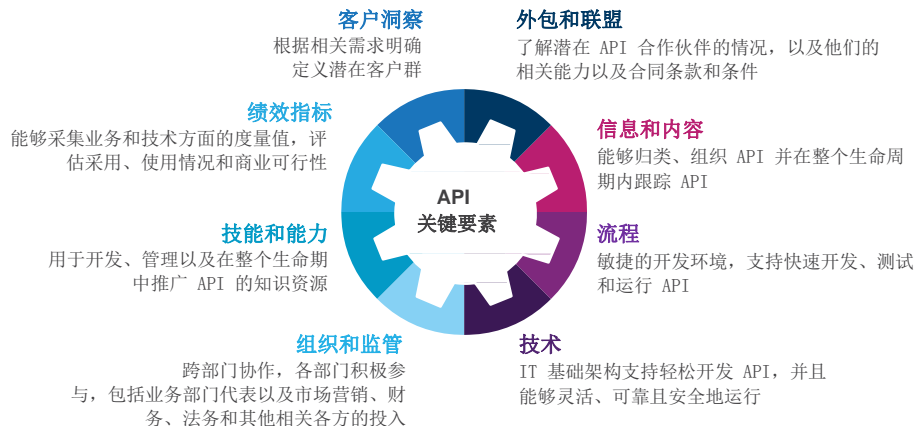 客户洞察
根据相关需求明确
定义潜在客户群
外包和联盟
了解潜在 API 合作伙伴的情况，以及他们的
相关能力以及合同条款和条件
绩效指标
能够采集业务和技术方面的度量值，评
估采用、使用情况和商业可行性
信息和内容
能够归类、组织 API 并在整个生命周
期内跟踪 API
API
关键要素
技能和能力
用于开发、管理以及在整个生命期
中推广 API 的知识资源
流程
敏捷的开发环境，支持快速开发、测试
和运行 API
组织和监管
跨部门协作，各部门积极参
与，包括业务部门代表以及市场营销、财
务、法务和其他相关各方的投入
技术
IT 基础架构支持轻松开发 API，并且
能够灵活、可靠且安全地运行